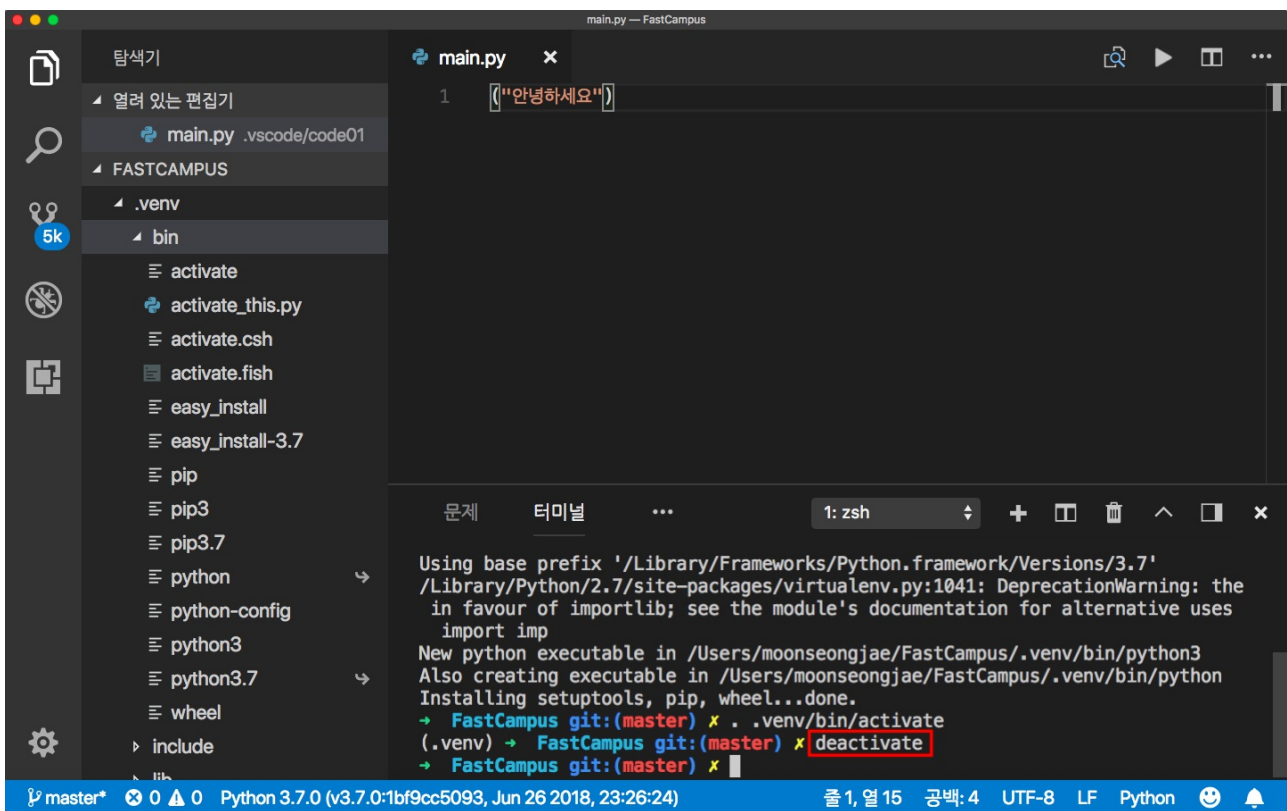 main.py — FastCampus
탐색기
열려 있는 편집기
main.py .vscode/code01
FASTCAMPUS
.venv
bin
activate
activate_this.py
activate.csh
activate.fish
easy_install
easy_install-3.7
pip
pip3
pip3.7
python
python-config
python3
python3.7
wheel
include
lib
5k
main.py
1 ("안녕하세요")
문제 터미널 ••• 1: zsh
Using base prefix '/Library/Frameworks/Python.framework/Versions/3.7'
/Library/Python/2.7/site-packages/virtualenv.py:1041: DeprecationWarning: the
in favour of importlib; see the module's documentation for alternative uses
import imp
New python executable in /Users/moonseongjae/FastCampus/.venv/bin/python3
Also creating executable in /Users/moonseongjae/FastCampus/.venv/bin/python
Installing setuptools, pip, wheel...done.
→ FastCampus git:(master) ✗ . .venv/bin/activate
(.venv) → FastCampus git:(master) ✗ deactivate
→ FastCampus git:(master) ✗
master* 0 0 Python 3.7.0 (v3.7.0:1bf9cc5093, Jun 26 2018, 23:26:24) 줄 1, 열 15 공백: 4 UTF-8 LF Python